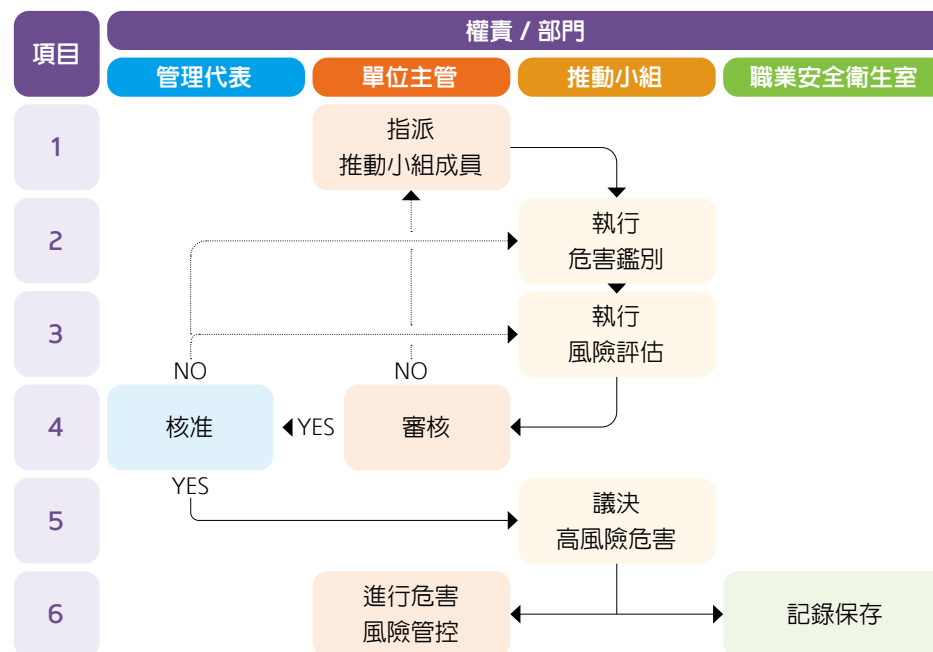 項目
權責 / 部門
管理代表
單位主管
推動小組
職業安全衛生室
1
指派
推動小組成員
2
執行
危害鑑別
3
執行
風險評估
NO
NO
4
核准
YES
審核
YES
5
議決
高風險危害
6
進行危害
風險管控
記錄保存